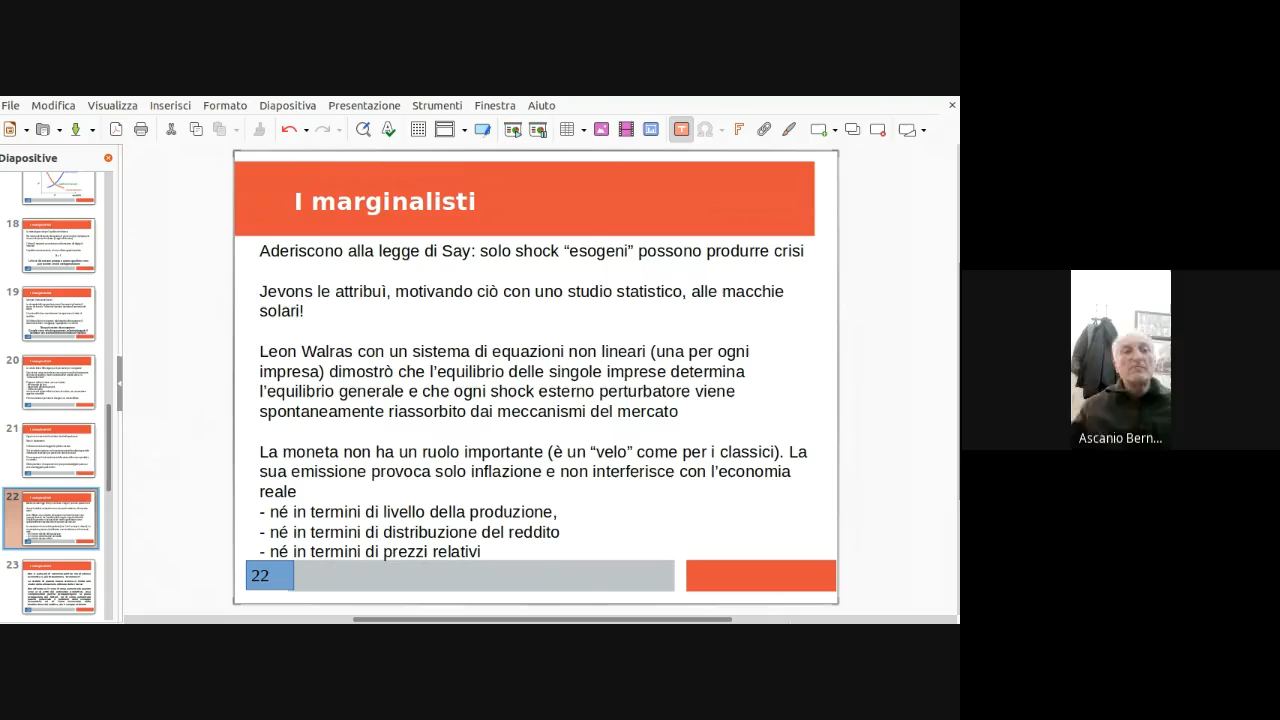 File Modifica Visualizza Inserisci Formato Diapositiva Presentazione Strumenti Finestra Aiuto
Diapositive
18
19
20
21
22
23
I marginalisti
Aderiscono alla legge di Say: solo shock “esogeni” possono produrre crisi
Jevons le attribuì, motivando ciò con uno studio statistico, alle macchie
solari!
Leon Walras con un sistema di equazioni non lineari (una per ogni
impresa) dimostrò che l’equilibrio delle singole imprese determina
l’equilibrio generale e che ogni shock esterno perturbatore viene
spontaneamente riassorbito dai meccanismi del mercato
La moneta non ha un ruolo importante (è un “velo” come per i classici). La
sua emissione provoca solo inflazione e non interferisce con l’economia
reale
- né in termini di livello della produzione,
- né in termini di distribuzione del reddito
- né in termini di prezzi relativi
22
Ascanio Bern...